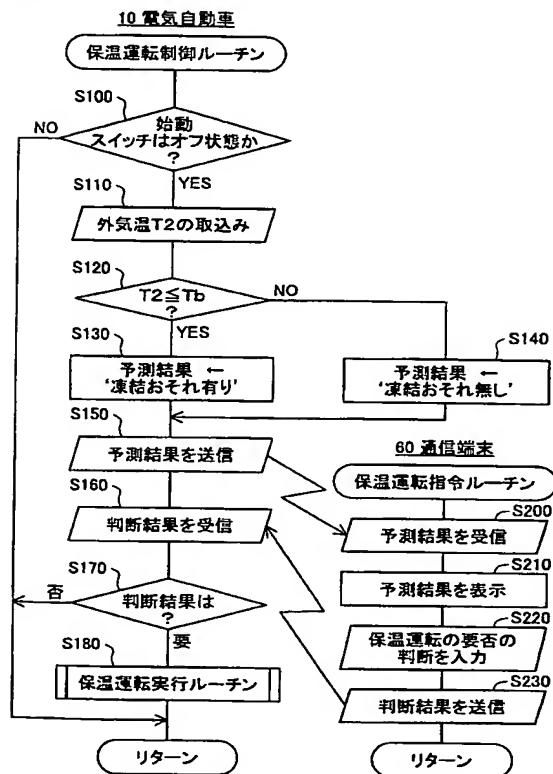 10 電気自動車
保温運転制御ルーチン
S100
始動
スイッチはオフ状態か
?
NO
YES
S110
外気温T2の取込み
S120
T2≦Tb
?
NO
YES
S130
予測結果 ←
‘凍結おそれ有り’
S140
予測結果 ←
‘凍結おそれ無し’
S150
予測結果を送信
S160
判断結果を受信
S170
判断結果は
?
否
要
S180
保温運転実行ルーチン
リターン
60 通信端末
保温運転指令ルーチン
S200
予測結果を受信
S210
予測結果を表示
S220
保温運転の要否の
判断を入力
S230
判断結果を送信
リターン